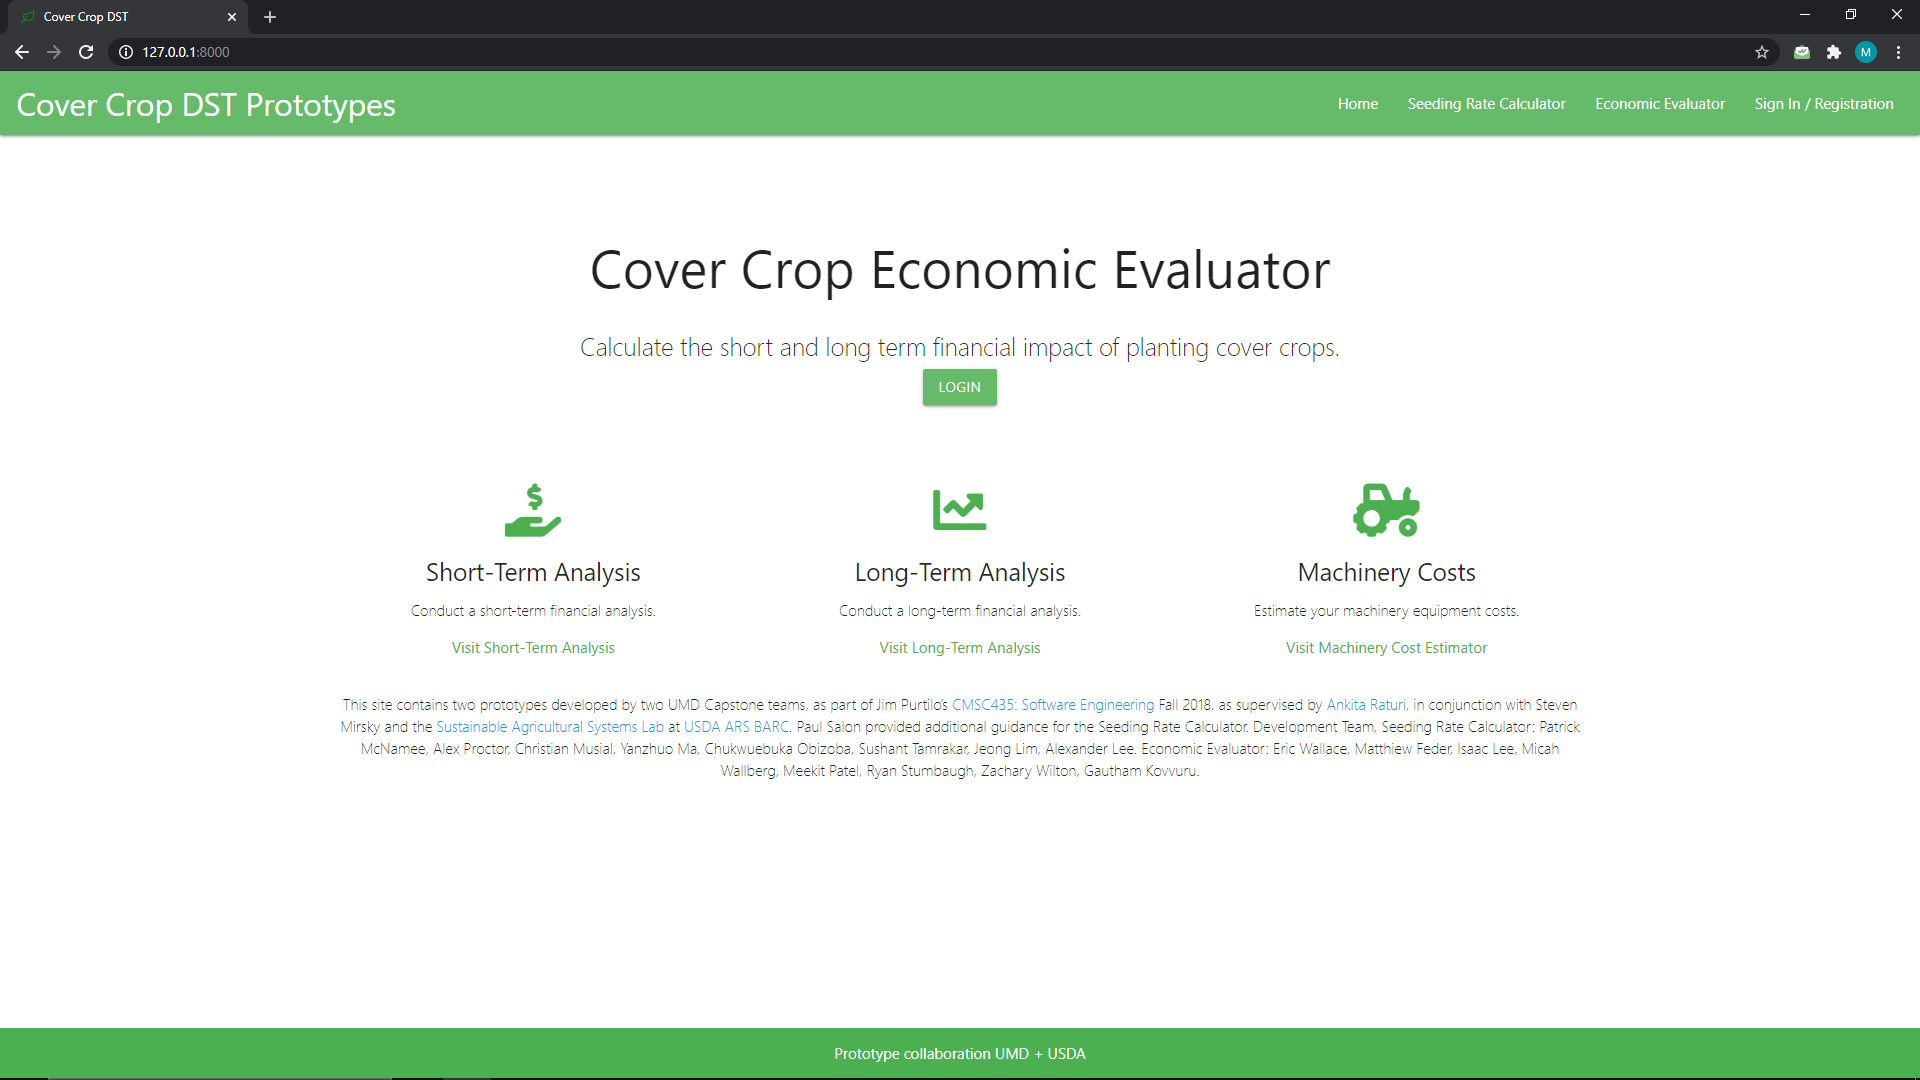 Cover Crop DST
127.0.0.1:8000
M
Cover Crop DST Prototypes
Home
Seeding Rate Calculator
Economic Evaluator
Sign In / Registration
Cover Crop Economic Evaluator
Calculate the short and long term financial impact of planting cover crops.
LOGIN
$
Short-Term Analysis
Conduct a short-term financial analysis.
Visit Short-Term Analysis
Long-Term Analysis
Conduct a long-term financial analysis.
Visit Long-Term Analysis
Machinery Costs
Estimate your machinery equipment costs.
Visit Machinery Cost Estimator
This site contains two prototypes developed by two UMD Capstone teams, as part of Jim Purtilo's CMSC435: Software Engineering Fall 2018, as supervised by Ankita Raturi, in conjunction with Steven
Mirsky and the Sustainable Agricultural Systems Lab at USDA ARS BARC. Paul Salon provided additional guidance for the Seeding Rate Calculator. Development Team, Seeding Rate Calculator: Patrick
McNamee, Alex Proctor, Christian Musial, Yanzhuo Ma, Chukwuebuka Obizoba, Sushant Tamrakar, Jeong Lim, Alexander Lee. Economic Evaluator: Eric Wallace, Matthiew Feder, Isaac Lee, Micah
Wallberg, Meekit Patel, Ryan Stumbaugh, Zachary Wilton, Gautham Kovvuru.
Prototype collaboration UMD + USDA